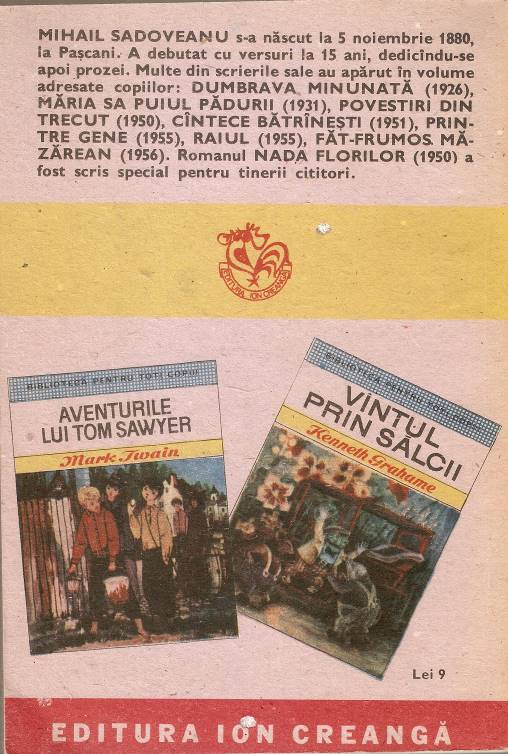 MIHAIL SADOVEANU s-a născut la 5 noiembrie 1880,
la Pașcani. A debutat cu versuri la 15 ani, dedicîndu-se
apoi prozei. Multe din scrierile sale au apărut în volume
adresate copiilor: DUMBRAVA MINUNATĂ (1926),
MĂRIA SA PUIUL PĂDURII (1931), POVESTIRI DIN
TRECUT (1950), CÎNTECE BĂTRÎNEȘTI (1951), PRIN-
TRE GENE (1955), RAIUL (1955), FĂT-FRUMOS MĂ-
ZĂREAN (1956). Romanul NADA FLORILOR (1950) a
fost scris special pentru tinerii cititori.
EDITURA ION CREANGĂ
BIBLIOTECA PENTRU TOȚI COPIII
AVENTURILE
LUI TOM SAWYER
Mark Twain
BIBLIOTECA PENTRU TOȚI COPIII
VÎNTUL
PRIN SĂLCII
Kenneth Grahame
Lei 9
EDITURA ION CREANGĂ